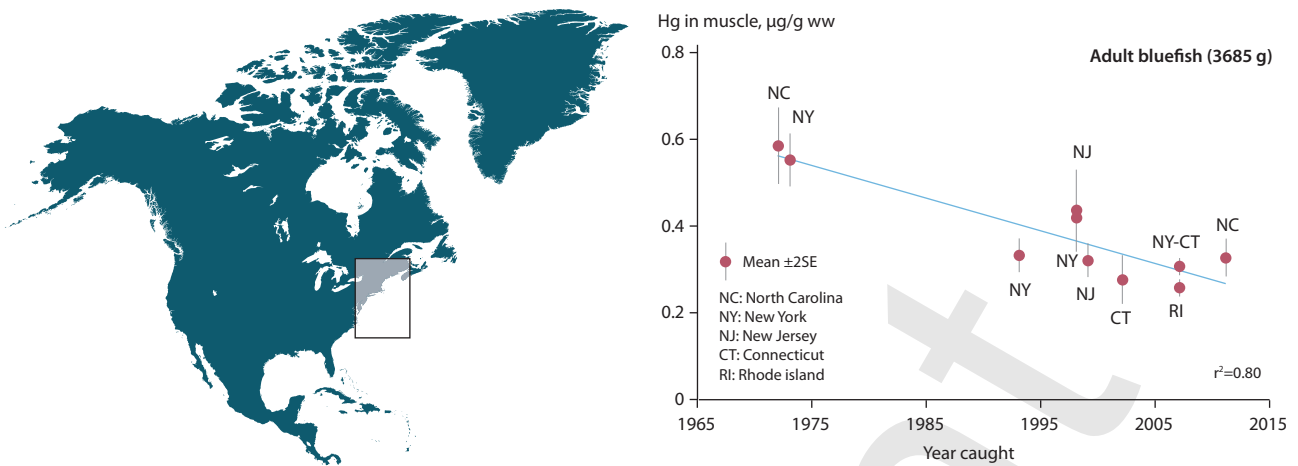 Hg in muscle, μg/g ww
Adult bluefish (3685 g)
0.8
0.6
0.4
0.2
0
NC
NY
NJ
NY
NY
NJ
CT
NY-CT
RI
NC
Mean ±2SE
NC: North Carolina
NY: New York
NJ: New Jersey
CT: Connecticut
RI: Rhode island
r²=0.80
1965 1975 1985 1995 2005 2015
Year caught